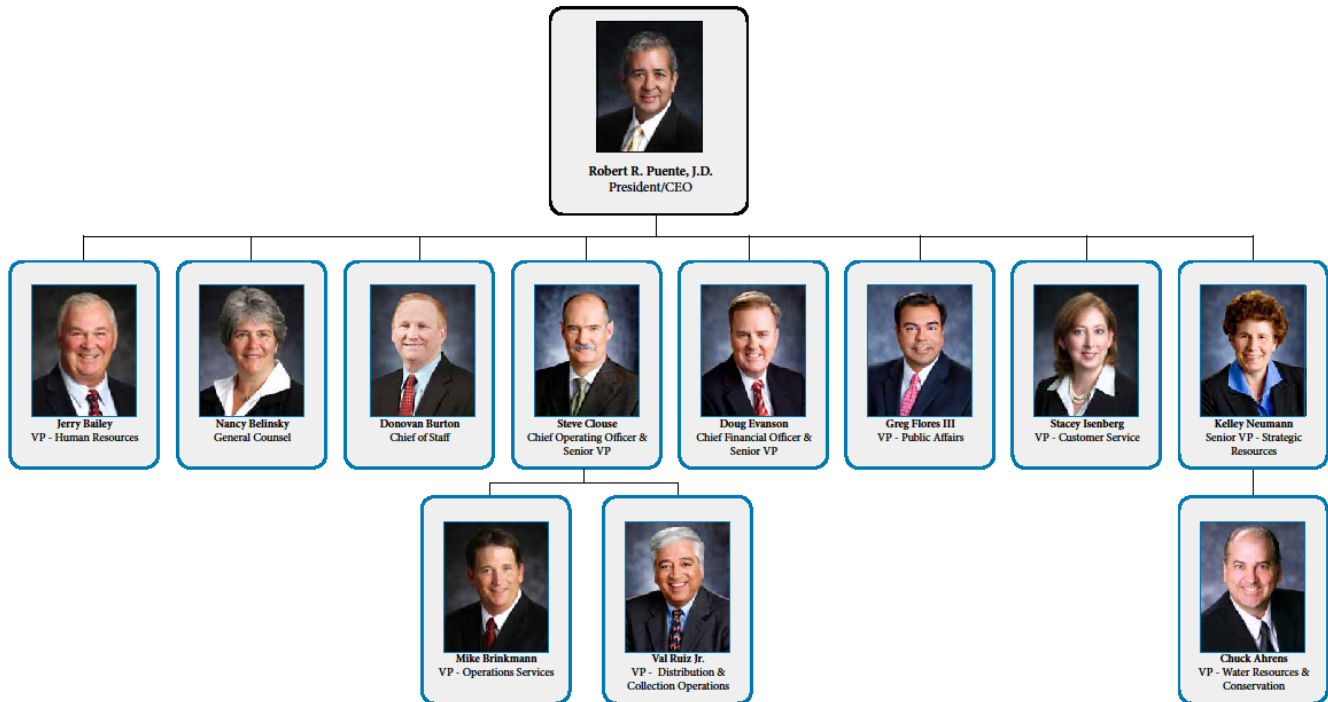 Robert R. Puente, J.D.
President/CEO
Jerry Bailey
VP - Human Resources
Nancy Belinsky
General Counsel
Donovan Burton
Chief of Staff
Steve Clouse
Chief Operating Officer &
Senior VP
Doug Evanson
Chief Financial Officer &
Senior VP
Greg Flores III
VP - Public Affairs
Stacey Isenberg
VP - Customer Service
Kelley Neumann
Senior VP - Strategic
Resources
Mike Brinkmann
VP - Operations Services
Val Ruiz Jr.
VP - Distribution &
Collection Operations
Chuck Ahrens
VP - Water Resources &
Conservation